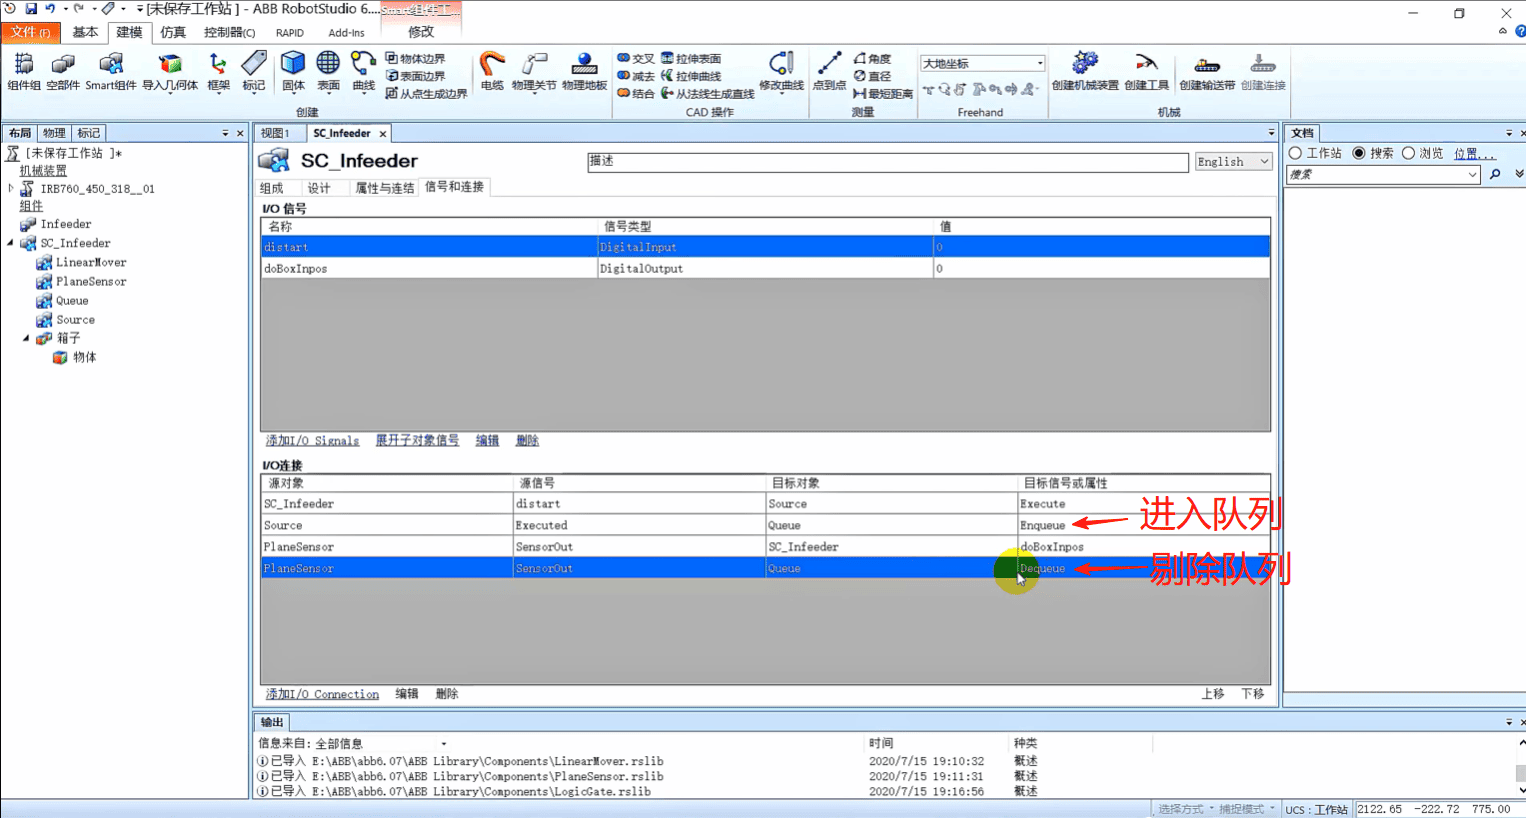 [未保存工作站 ] - ABB RobotStudio 6....
Smart组件工...
文件 (F) 基本 建模 仿真 控制器(C) RAPID Add-Ins 修改
组件组 空部件 Smart组件 导入几何体 框架 标记
固体 表面 曲线
物体边界
表面边界
从点生成边界
创建
电缆 物理关节 物理地板
交叉 拉伸表面
减去 拉伸曲线
结合 从法线生成直线
修改曲线
CAD 操作
点到点
角度
直径
最短距离
测量
大地坐标
Freehand
创建机械装置 创建工具 创建输送带 创建连接
机械
布局 物理 标记
[未保存工作站 ]*
机械装置
IRB760_450_318__01
组件
Infeeder
SC_Infeeder
LinearMover
PlaneSensor
Queue
Source
箱子
物体
视图1 SC_Infeeder
SC_Infeeder 描述 English
组成 设计 属性与连结 信号和连接
I/O 信号
名称 信号类型 值
distart DigitalInput 0
doBoxInpos DigitalOutput 0
添加I/O Signals 展开子对象信号 编辑 删除
I/O连接
源对象 源信号 目标对象 目标信号或属性
SC_Infeeder distart Source Execute
Source Executed Queue Enqueue 进入队列
PlaneSensor SensorOut SC_Infeeder doBoxInpos
PlaneSensor SensorOut Queue Dequeue 剔除队列
添加I/O Connection 编辑 删除 上移 下移
文档
工作站 搜索 浏览 位置...
搜索
输出
信息来自: 全部信息 时间 种类
已导入 E:\ABB\abb6.07\ABB Library\Components\LinearMover.rslib 2020/7/15 19:10:32 概述
已导入 E:\ABB\abb6.07\ABB Library\Components\PlaneSensor.rslib 2020/7/15 19:11:31 概述
已导入 E:\ABB\abb6.07\ABB Library\Components\LogicGate.rslib 2020/7/15 19:16:56 概述
选择方式 捕捉模式 UCS : 工作站 2122.65 -222.72 775.00